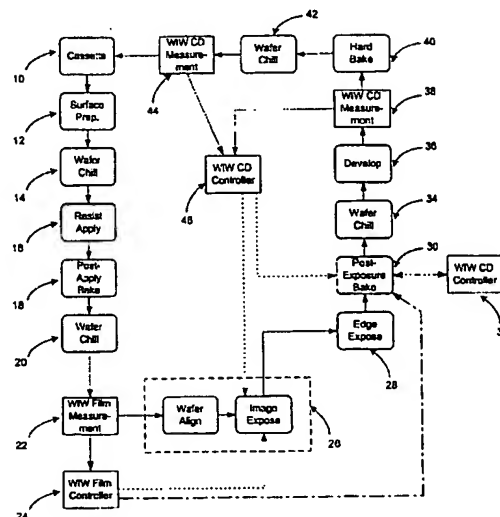 42
Wafer
Chill
Hard
Bake
40
WIW CD
Measurement
Cassette
10
44
WIW CD
Measure-
ment
38
Surface
Prep.
12
Develop
36
WIW CD
Controller
46
Wafer
Chill
14
Wafer
Chill
34
Resist
Apply
16
Post-
Exposure
Bake
30
WIW CD
Controller
Post-
Apply
Bake
18
Edge
Expose
28
Wafer
Chill
20
WIW Film
Measure-
ment
22
Wafer
Align
Image
Expose
26
WIW Film
Controller
24